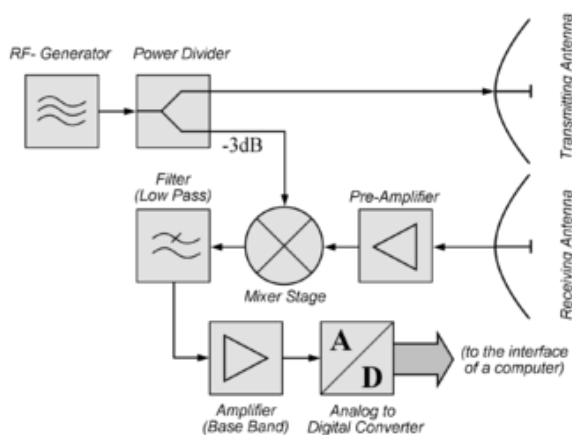 RF- Generator
Power Divider
Transmitting Antenna
-3dB
Filter
(Low Pass)
Pre-Amplifier
Mixer Stage
Receiving Antenna
A
D
(to the interface
of a computer)
Amplifier
(Base Band)
Analog to
Digital Converter